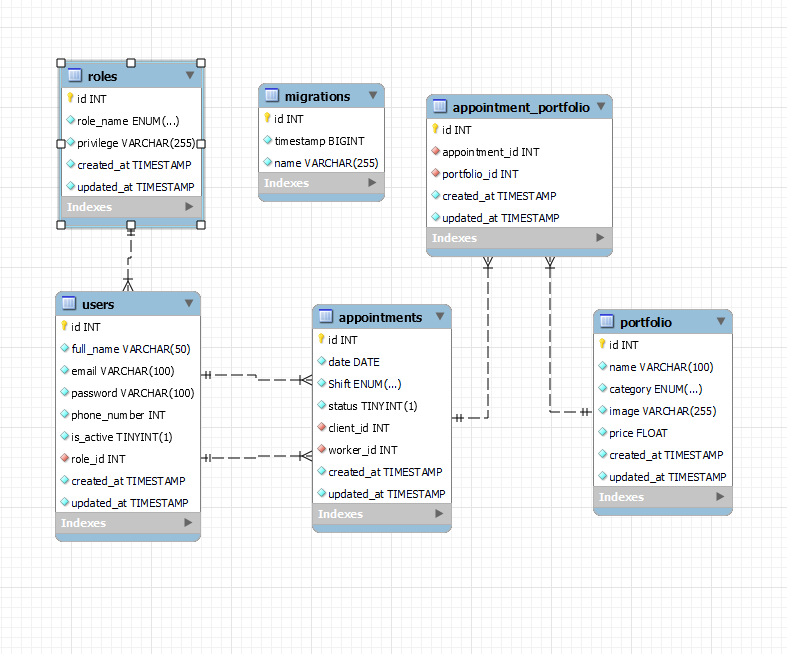 roles
id INT
role_name ENUM(...)
privilege VARCHAR(255)
created_at TIMESTAMP
updated_at TIMESTAMP
Indexes
migrations
id INT
timestamp BIGINT
name VARCHAR(255)
Indexes
appointment_portfolio
id INT
appointment_id INT
portfolio_id INT
created_at TIMESTAMP
updated_at TIMESTAMP
Indexes
users
id INT
full_name VARCHAR(50)
email VARCHAR(100)
password VARCHAR(100)
phone_number INT
is_active TINYINT(1)
role_id INT
created_at TIMESTAMP
updated_at TIMESTAMP
Indexes
appointments
id INT
date DATE
Shift ENUM(...)
status TINYINT(1)
client_id INT
worker_id INT
created_at TIMESTAMP
updated_at TIMESTAMP
Indexes
portfolio
id INT
name VARCHAR(100)
category ENUM(...)
image VARCHAR(255)
price FLOAT
created_at TIMESTAMP
updated_at TIMESTAMP
Indexes